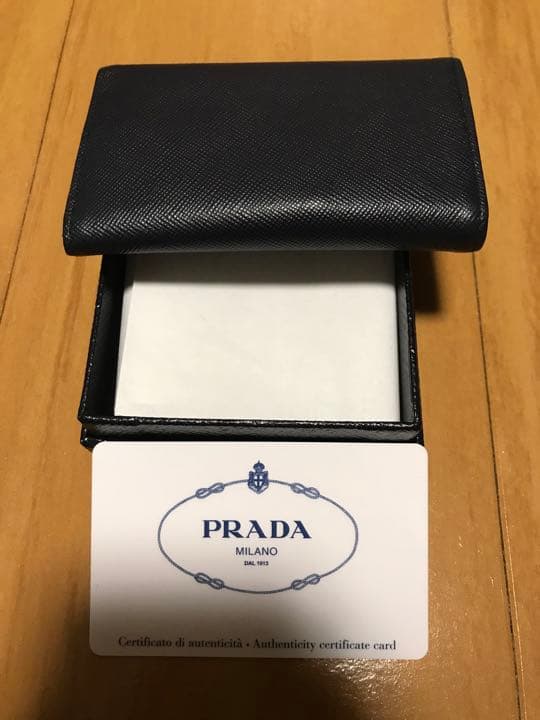 PRADA
MILANO
DAL 1913
Certificato di autenticità • Authenticity certificate card